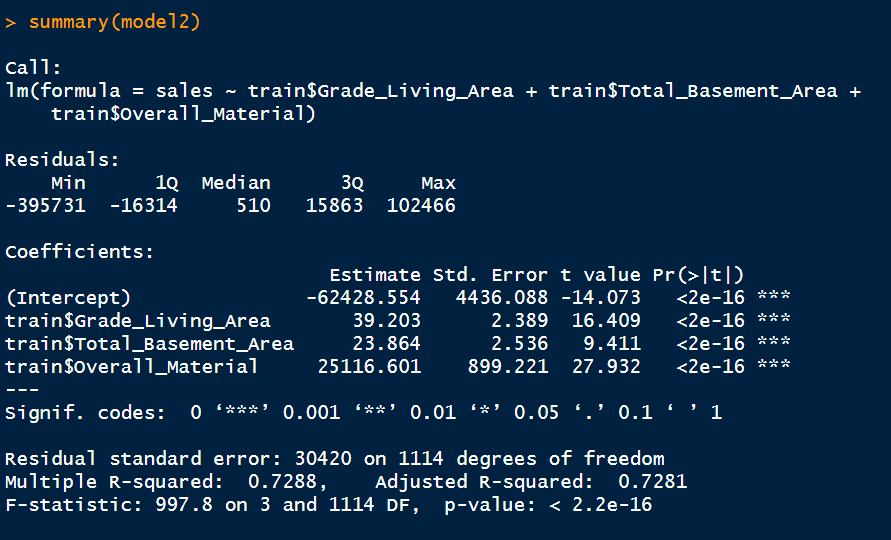 > summary(model2)
Call:
lm(formula = sales ~ train$Grade_Living_Area + train$Total_Basement_Area +
    train$Overall_Material)
Residuals:
    Min      1Q  Median      3Q     Max
-395731  -16314     510   15863  102466
Coefficients:
                            Estimate Std. Error t value Pr(>|t|)
(Intercept)               -62428.554   4436.088 -14.073   <2e-16 ***
train$Grade_Living_Area       39.203      2.389  16.409   <2e-16 ***
train$Total_Basement_Area     23.864      2.536   9.411   <2e-16 ***
train$Overall_Material     25116.601    899.221  27.932   <2e-16 ***
---
Signif. codes:  0 ‘***’ 0.001 ‘**’ 0.01 ‘*’ 0.05 ‘.’ 0.1 ‘ ’ 1
Residual standard error: 30420 on 1114 degrees of freedom
Multiple R-squared:  0.7288,    Adjusted R-squared:  0.7281
F-statistic: 997.8 on 3 and 1114 DF,  p-value: < 2.2e-16